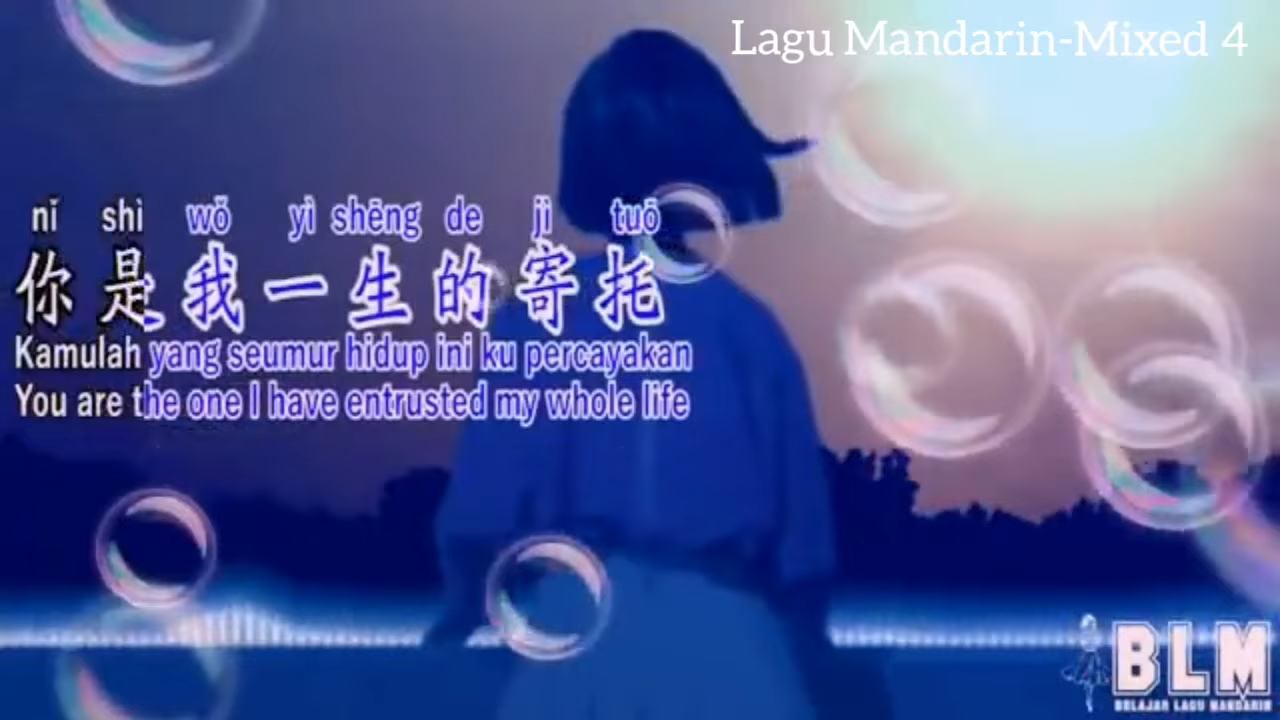 Lagu Mandarin-Mixed 4
nǐ shì wǒ yì shēng de jì tuō
你是我一生的寄托
Kamulah yang seumur hidup ini ku percayakan
You are the one I have entrusted my whole life
BLM
BELAJAR LAGU MANDARIN